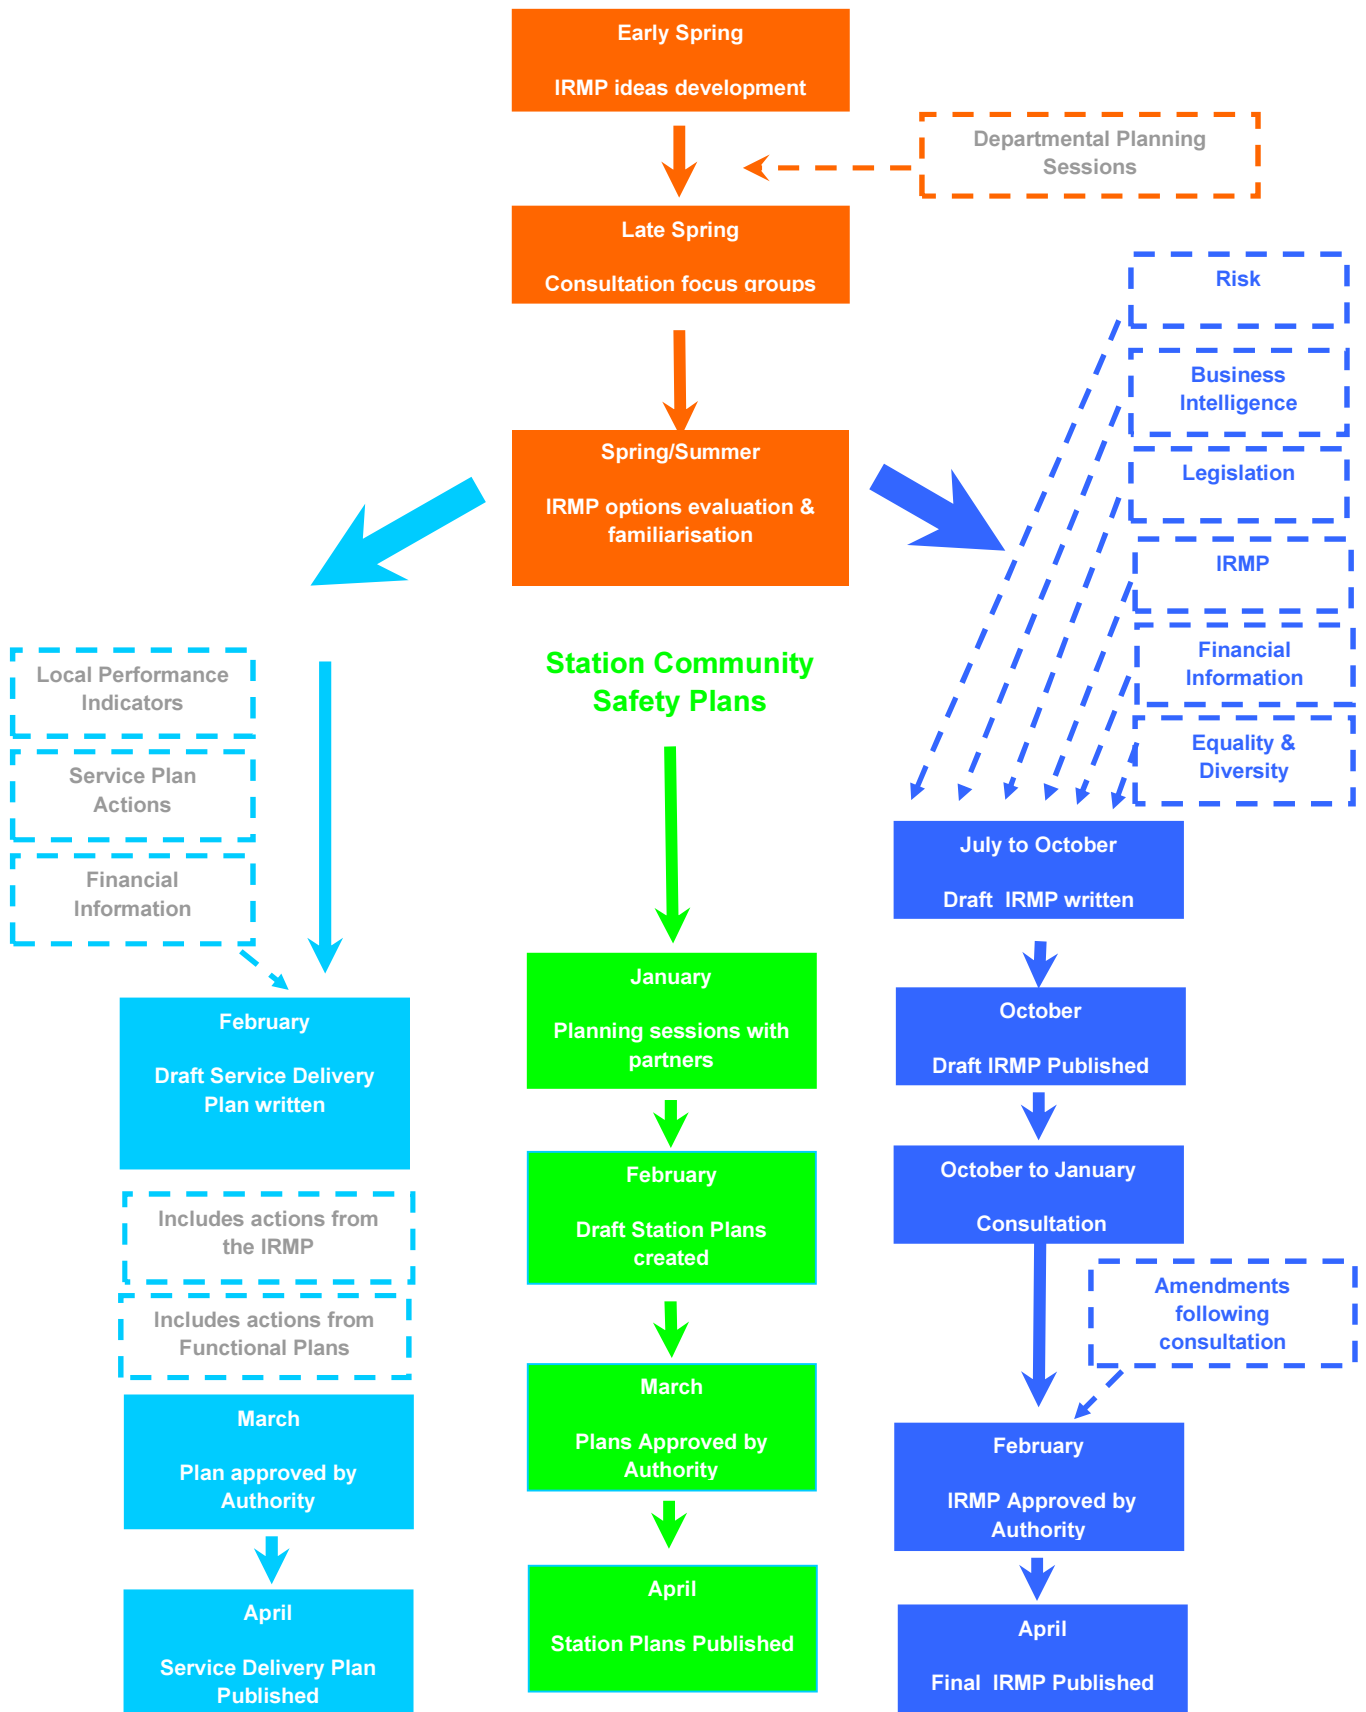 Early Spring
IRMP ideas development
Departmental Planning
Sessions
Late Spring
Consultation focus groups
Spring/Summer
IRMP options evaluation &
familiarisation
Risk
Business
Intelligence
Legislation
IRMP
Financial
Information
Equality &
Diversity
Local Performance
Indicators
Service Plan
Actions
Financial
Information
February
Draft Service Delivery
Plan written
Includes actions from
the IRMP
Includes actions from
Functional Plans
March
Plan approved by
Authority
April
Service Delivery Plan
Published
Station Community
Safety Plans
January
Planning sessions with
partners
February
Draft Station Plans
created
March
Plans Approved by
Authority
April
Station Plans Published
July to October
Draft  IRMP written
October
Draft IRMP Published
October to January
Consultation
Amendments
following
consultation
February
IRMP Approved by
Authority
April
Final  IRMP Published